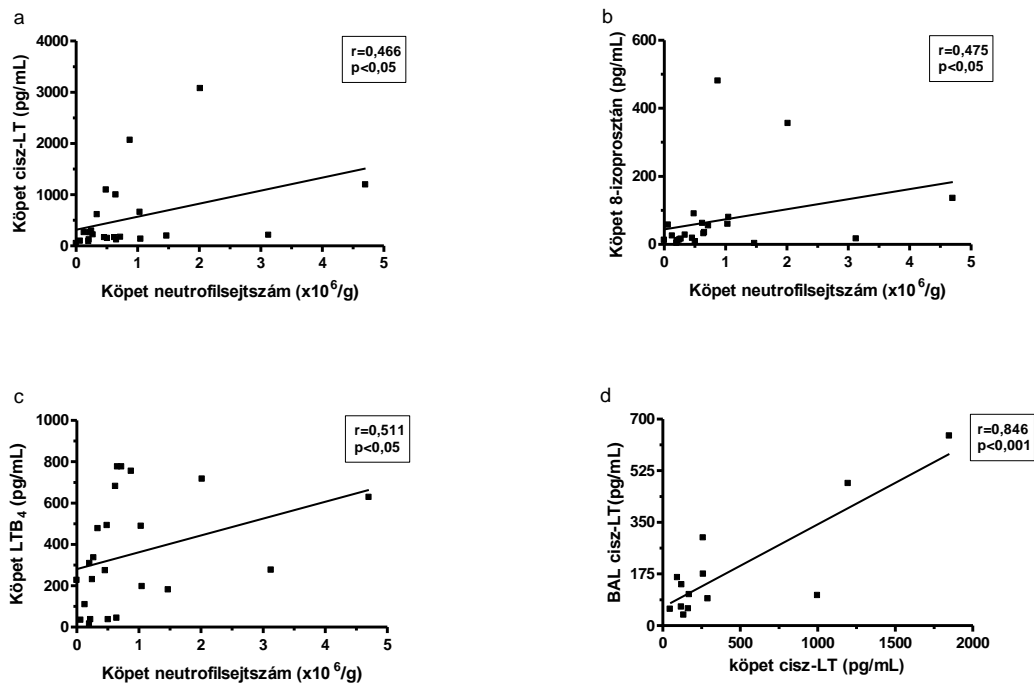 a
Köpet cisz-LT (pg/mL)
4000
3000
2000
1000
0
0 1 2 3 4 5
Köpet neutrofilsejtszám (x10⁶/g)
r=0,466
p<0,05
b
Köpet 8-izoprosztán (pg/mL)
600
400
200
0
0 1 2 3 4 5
Köpet neutrofilsejtszám (x10⁶/g)
r=0,475
p<0,05
c
Köpet LTB₄ (pg/mL)
1000
800
600
400
200
0
0 1 2 3 4 5
Köpet neutrofilsejtszám (x10⁶/g)
r=0,511
p<0,05
d
BAL cisz-LT(pg/mL)
700
525
350
175
0
0 500 1000 1500 2000
köpet cisz-LT (pg/mL)
r=0,846
p<0,001